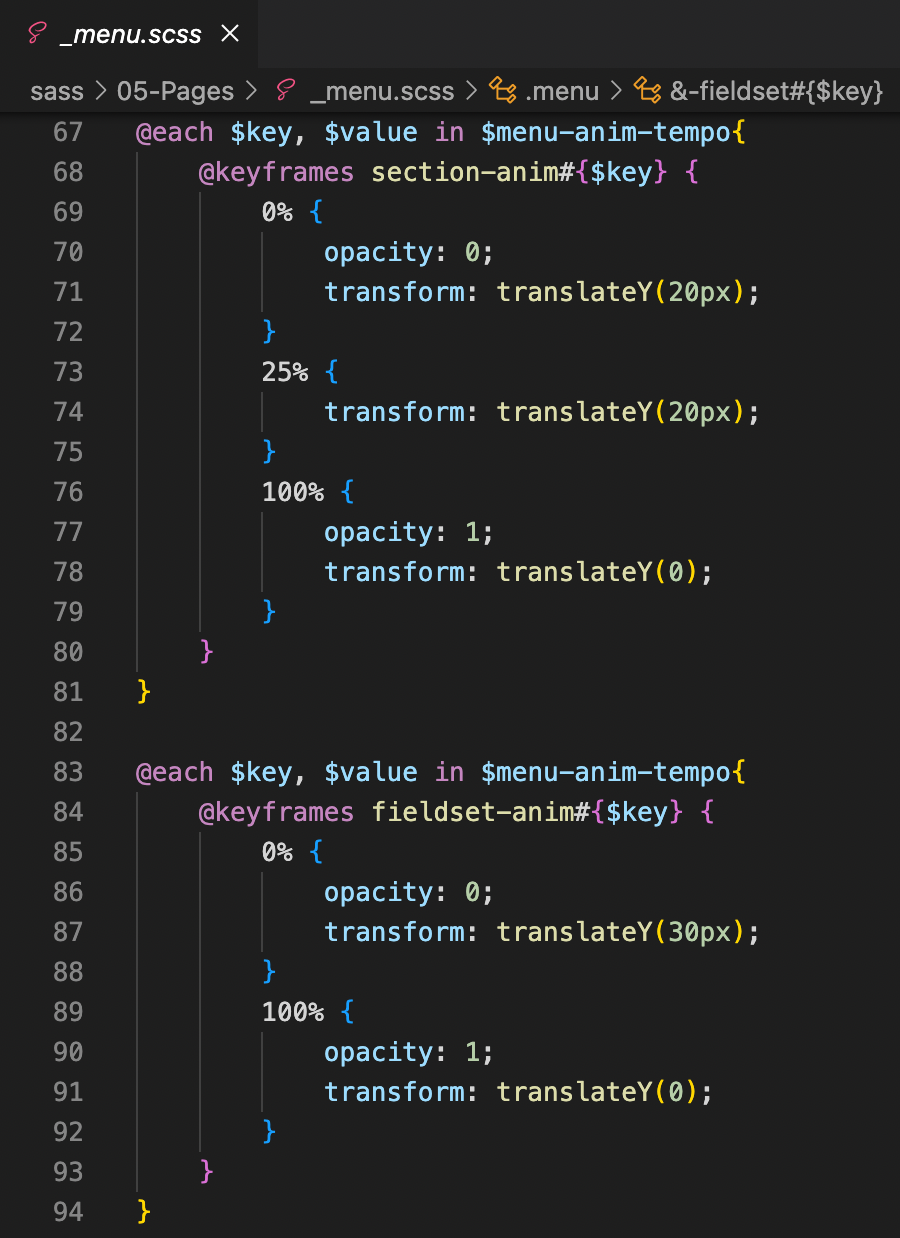 _menu.scss ×
sass > 05-Pages > _menu.scss > .menu > &-fieldset#{$key}
67 @each $key, $value in $menu-anim-tempo{
68 @keyframes section-anim#{$key} {
69 0% {
70 opacity: 0;
71 transform: translateY(20px);
72 }
73 25% {
74 transform: translateY(20px);
75 }
76 100% {
77 opacity: 1;
78 transform: translateY(0);
79 }
80 }
81 }
82
83 @each $key, $value in $menu-anim-tempo{
84 @keyframes fieldset-anim#{$key} {
85 0% {
86 opacity: 0;
87 transform: translateY(30px);
88 }
89 100% {
90 opacity: 1;
91 transform: translateY(0);
92 }
93 }
94 }